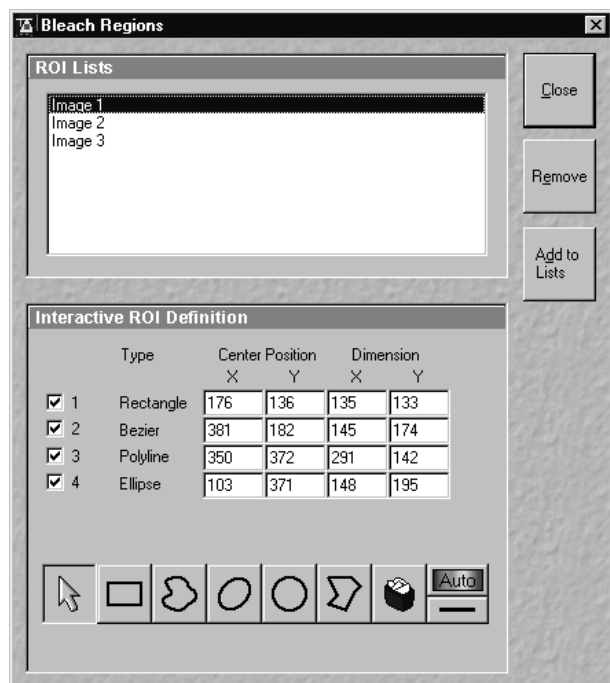 Bleach Regions
ROI Lists
Image 1
Image 2
Image 3
Close
Remove
Add to
Lists
Interactive ROI Definition
Type Center Position Dimension
X Y X Y
1 Rectangle 176 136 135 133
2 Bezier 381 182 145 174
3 Polyline 350 372 291 142
4 Ellipse 103 371 148 195
Auto